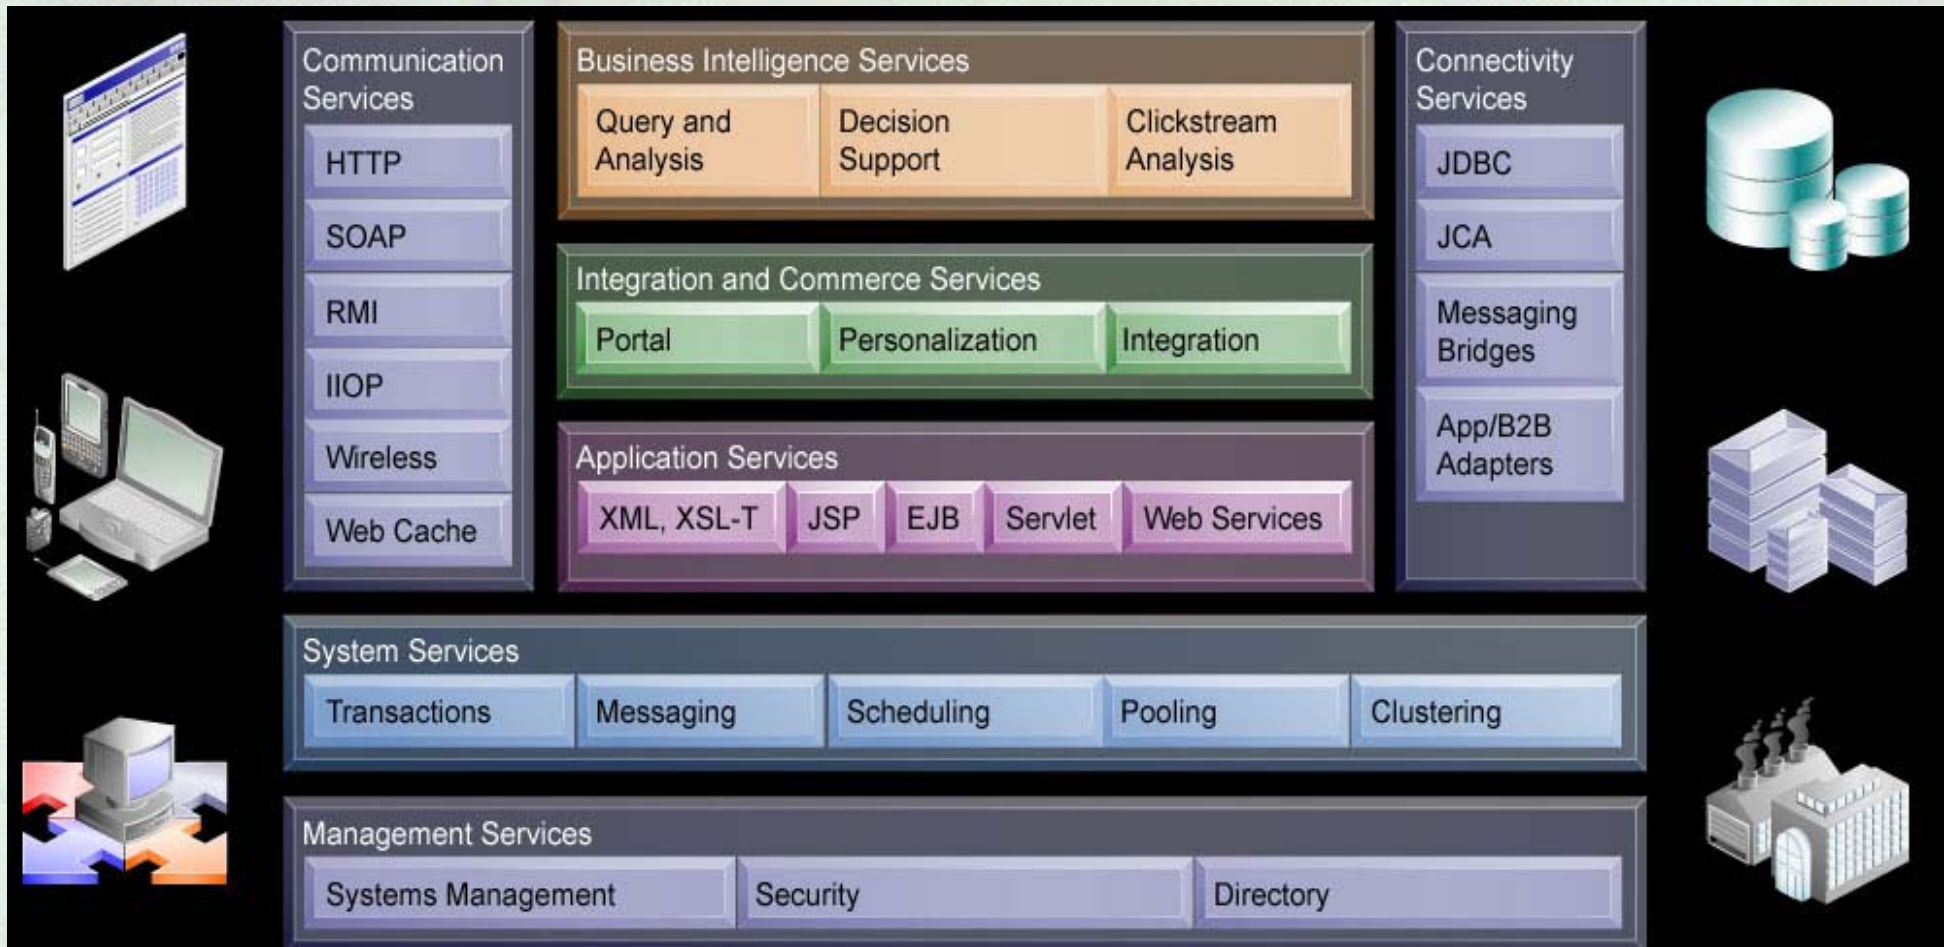 Communication
Services
HTTP
SOAP
RMI
IIOP
Wireless
Web Cache
Business Intelligence Services
Query and
Analysis
Decision
Support
Clickstream
Analysis
Integration and Commerce Services
Portal
Personalization
Integration
Application Services
XML, XSL-T
JSP
EJB
Servlet
Web Services
Connectivity
Services
JDBC
JCA
Messaging
Bridges
App/B2B
Adapters
System Services
Transactions
Messaging
Scheduling
Pooling
Clustering
Management Services
Systems Management
Security
Directory